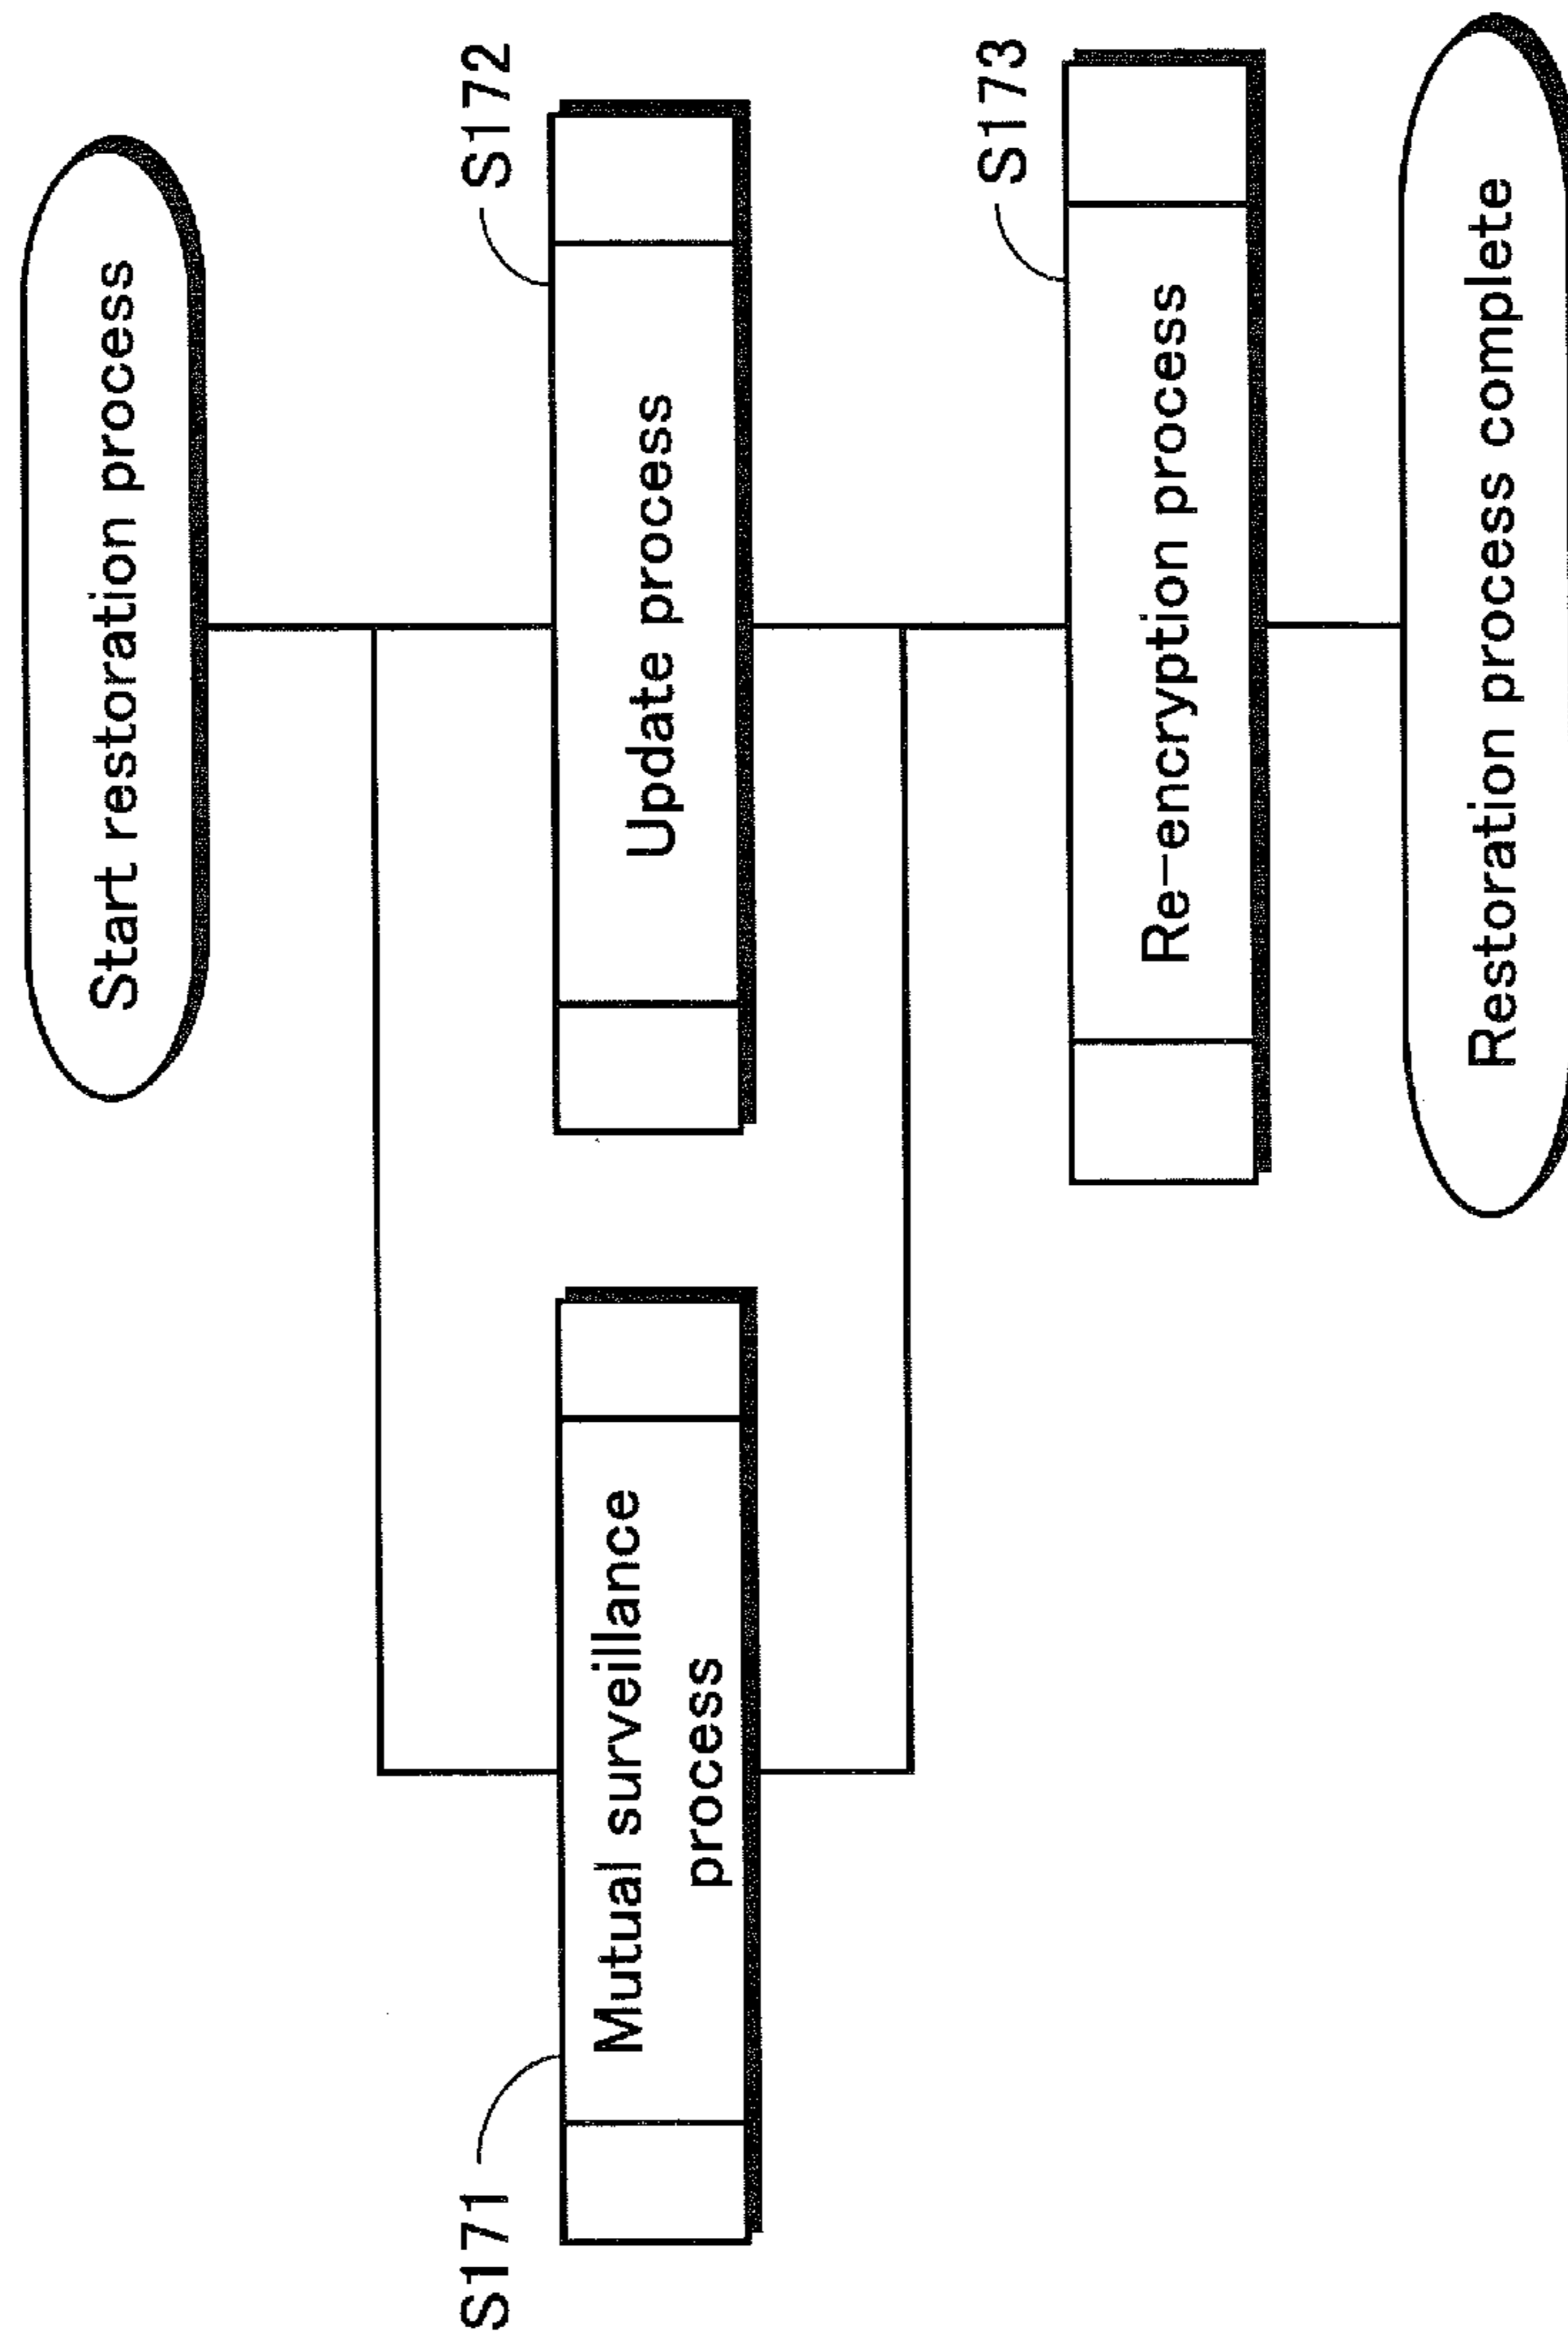 Start restoration process
S171
Mutual surveillance
process
S172
Update process
S173
Re-encryption process
Restoration process complete